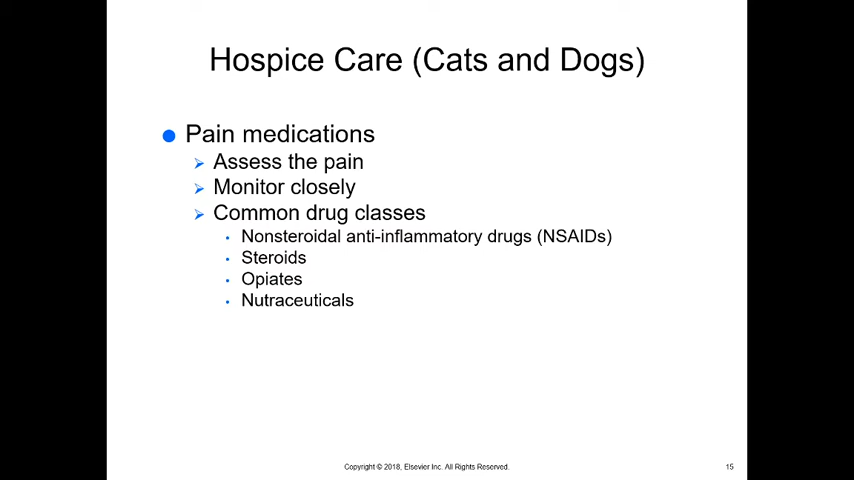 Hospice Care (Cats and Dogs)
Pain medications
Assess the pain
Monitor closely
Common drug classes
Nonsteroidal anti-inflammatory drugs (NSAIDs)
Steroids
Opiates
Nutraceuticals
Copyright © 2018, Elsevier Inc. All Rights Reserved.
15